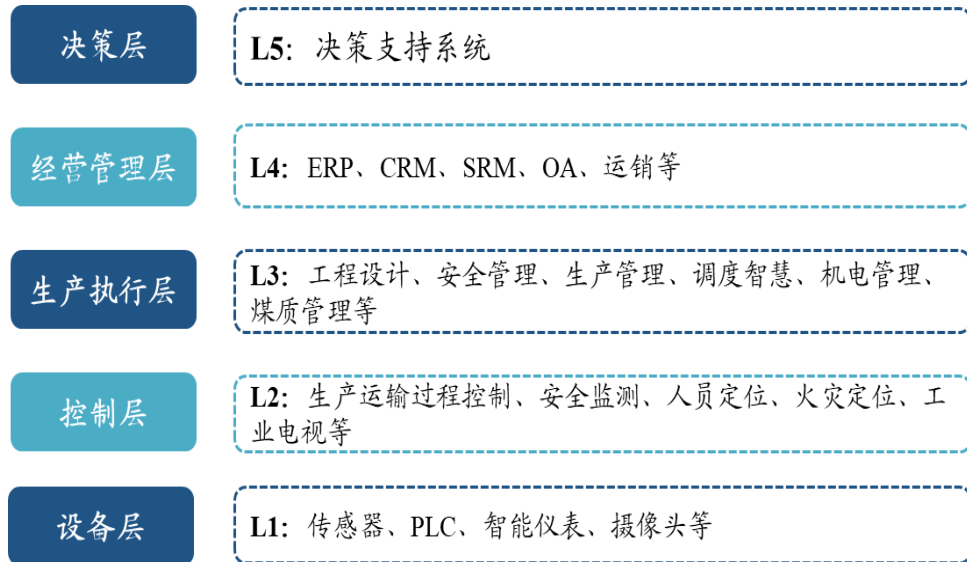 决策层
L5：决策支持系统
经营管理层
L4：ERP、CRM、SRM、OA、运销等
生产执行层
L3：工程设计、安全管理、生产管理、调度智慧、机电管理、
煤质管理等
控制层
L2：生产运输过程控制、安全监测、人员定位、火灾定位、工
业电视等
设备层
L1：传感器、PLC、智能仪表、摄像头等